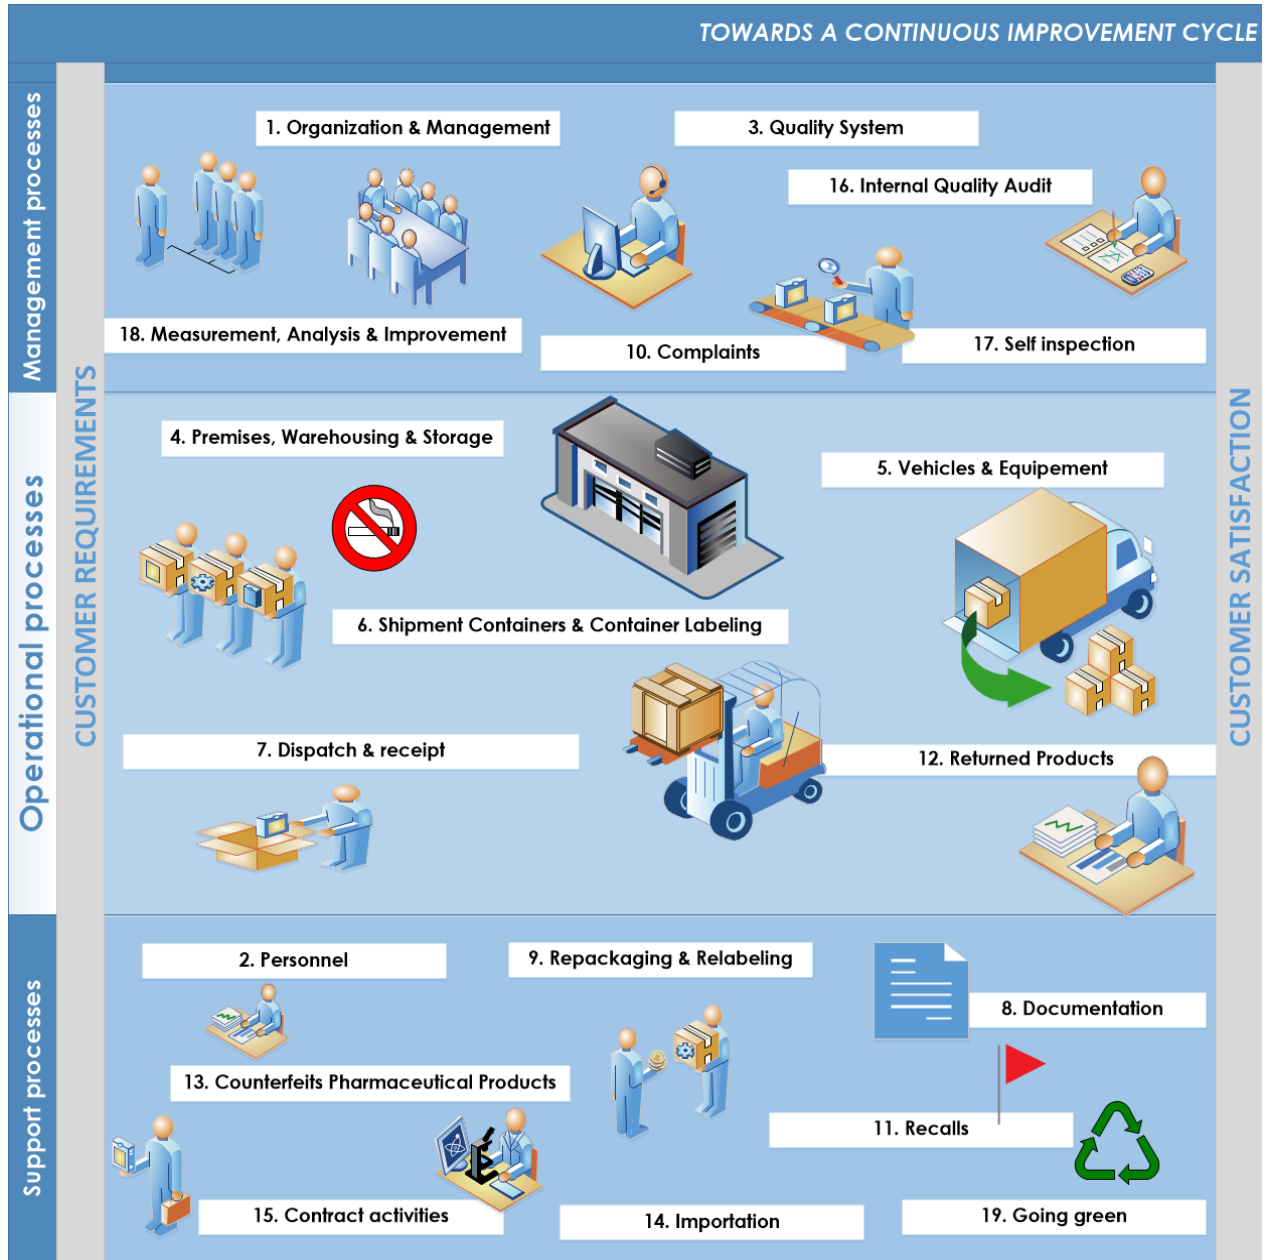 TOWARDS A CONTINUOUS IMPROVEMENT CYCLE
Management processes
CUSTOMER REQUIREMENTS
CUSTOMER SATISFACTION
1. Organization & Management
3. Quality System
16. Internal Quality Audit
18. Measurement, Analysis & Improvement
10. Complaints
17. Self inspection
Operational processes
4. Premises, Warehousing & Storage
5. Vehicles & Equipement
6. Shipment Containers & Container Labeling
7. Dispatch & receipt
12. Returned Products
Support processes
2. Personnel
9. Repackaging & Relabeling
8. Documentation
13. Counterfeits Pharmaceutical Products
11. Recalls
15. Contract activities
14. Importation
19. Going green